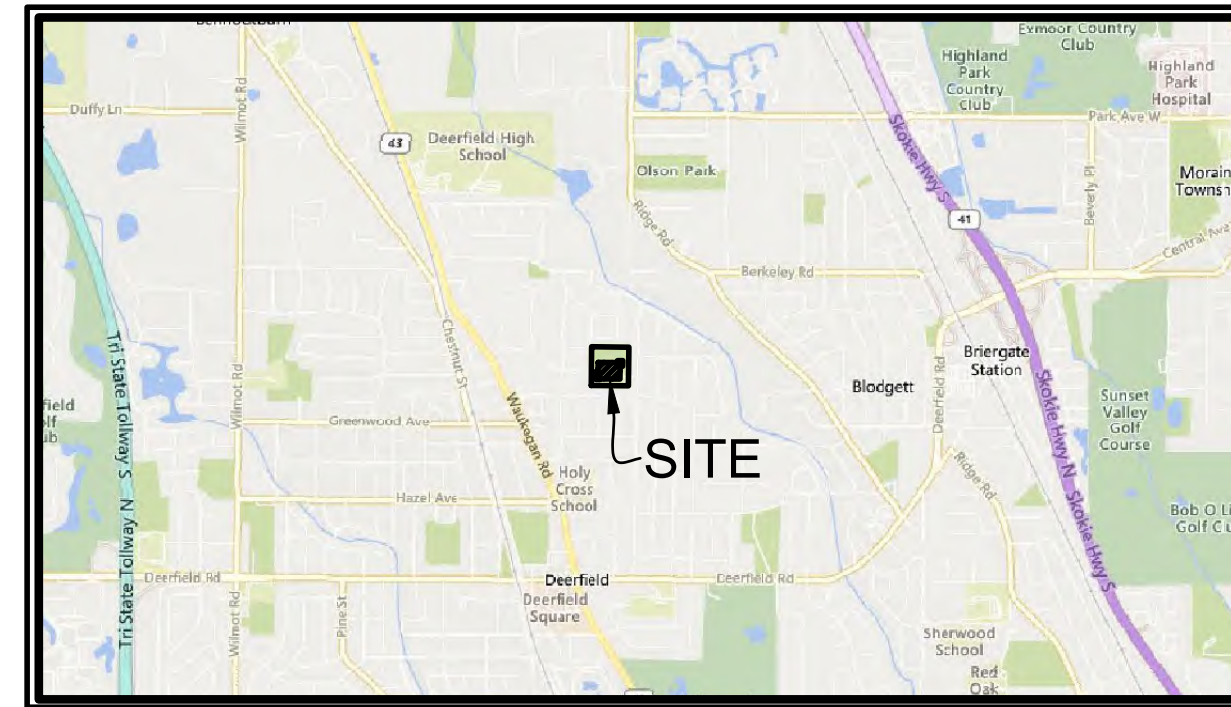 Exmoor Country
Club
Highland
Park
Country
Club
Highland
Park
Hospital
Duffy Ln
Wilmot Rd
43
Deerfield High
School
Park Ave W
Olson Park
Skokie Hwy S
Beverly Pl
41
Ridge Rd
Central Ave
Berkeley Rd
Tri State Tollway S
Chestnut St
Briergate
Station
Wilmot Rd
Blodgett
Deerfield Rd
Skokie Hwy N
Skokie Hwy S
Sunset
Valley
Golf
Course
Greenwood Ave
Waukegan Rd
SITE
Holy
Cross
School
Ridge Rd
Hazel Ave
Bob O Li
Golf Clu
Tri State Tollway N
Deerfield Rd
Deerfield
Deerfield Rd
Deerfield
Square
Wilmot Rd
Pine St
Sherwood
School
Red
Oak